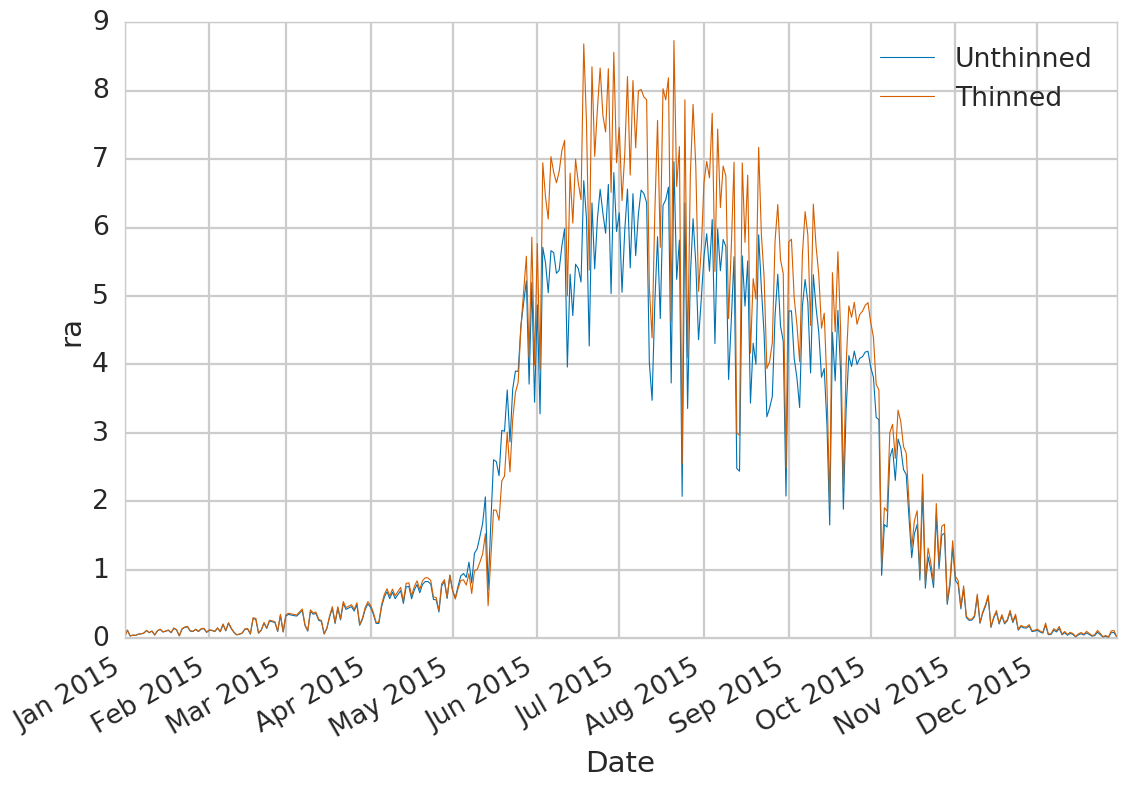 9
8
7
6
5
4
3
2
1
0
ra
Unthinned
Thinned
Jan 2015
Feb 2015
Mar 2015
Apr 2015
May 2015
Jun 2015
Jul 2015
Aug 2015
Sep 2015
Oct 2015
Nov 2015
Dec 2015
Date